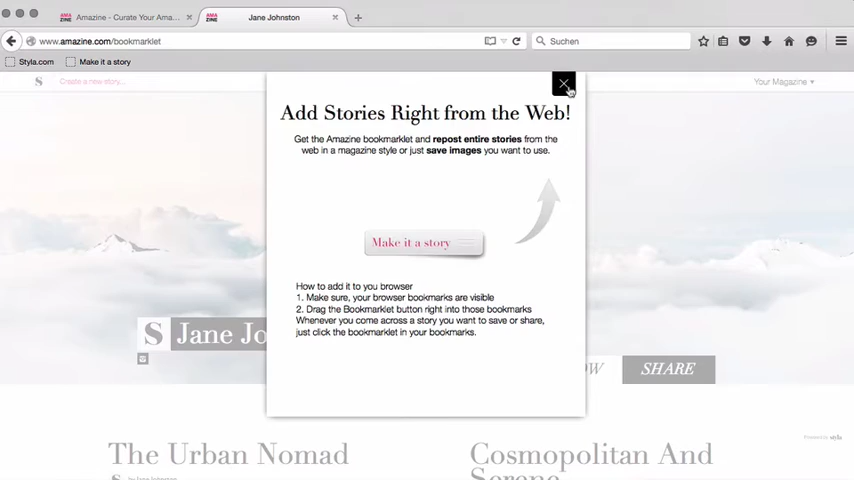 Amazine - Curate Your Ama...
Jane Johnston
www.amazine.com/bookmarklet
Suchen
Styla.com
Make it a story
S
Create a new story...
Your Magazine
Add Stories Right from the Web!
Get the Amazine bookmarklet and repost entire stories from the
web in a magazine style or just save images you want to use.
Make it a story
How to add it to you browser
1. Make sure, your browser bookmarks are visible
2. Drag the Bookmarklet button right into those bookmarks
Whenever you come across a story you want to save or share,
just click the bookmarklet in your bookmarks.
S Jane Jo
OW
SHARE
Powered by styla
The Urban Nomad
by Jane Johnston
Cosmopolitan And
Serene